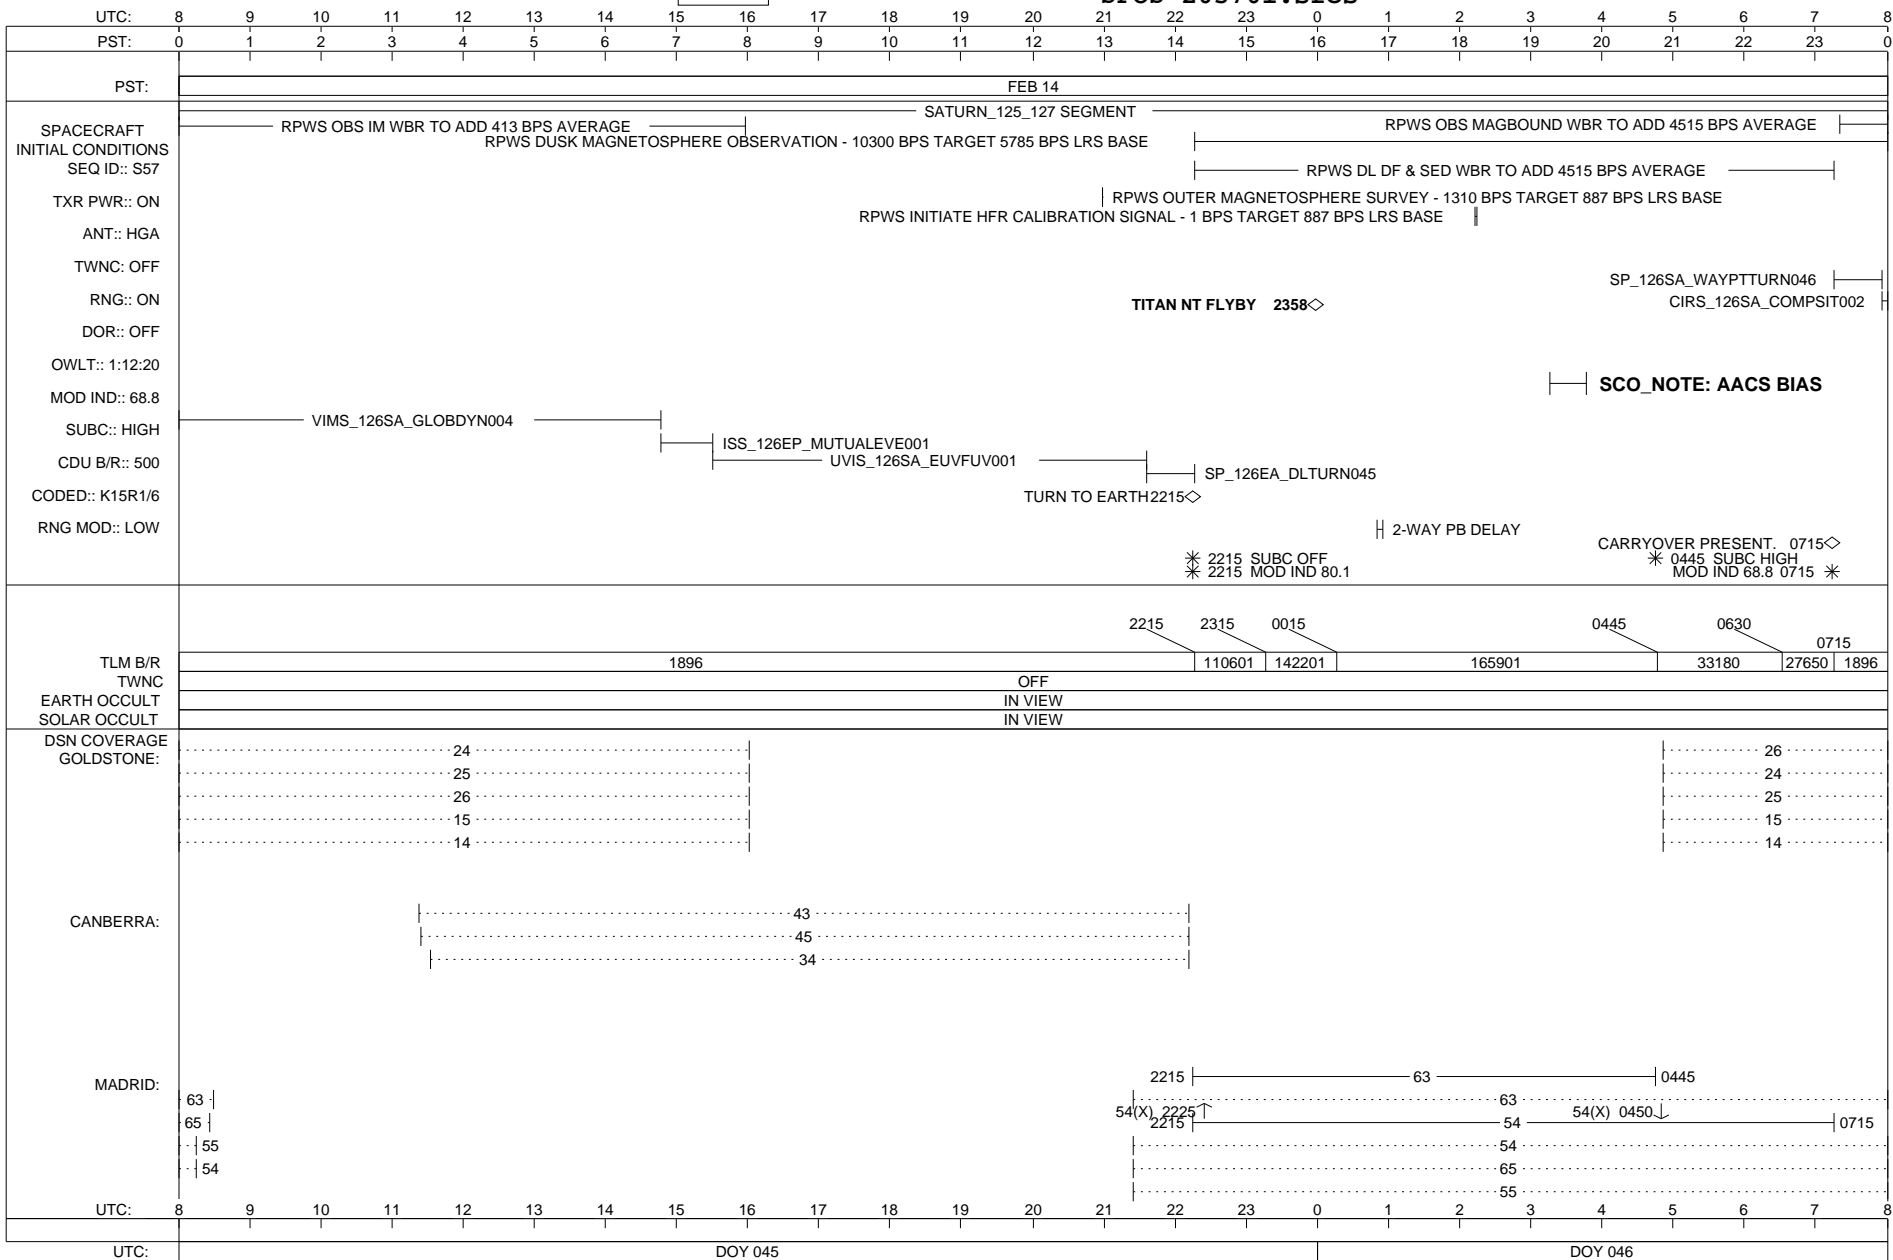 UTC: 8 9 10 11 12 13 14 15 16 17 18 19 20 21 22 23 0 1 2 3 4 5 6 7 8
PST: 0 1 2 3 4 5 6 7 8 9 10 11 12 13 14 15 16 17 18 19 20 21 22 23 0
PST: FEB 14
SATURN_125_127 SEGMENT
SPACECRAFT
INITIAL CONDITIONS
RPWS OBS IM WBR TO ADD 413 BPS AVERAGE
RPWS OBS MAGBOUND WBR TO ADD 4515 BPS AVERAGE
RPWS DUSK MAGNETOSPHERE OBSERVATION - 10300 BPS TARGET 5785 BPS LRS BASE
SEQ ID:: S57
RPWS DL DF & SED WBR TO ADD 4515 BPS AVERAGE
TXR PWR:: ON
RPWS OUTER MAGNETOSPHERE SURVEY - 1310 BPS TARGET 887 BPS LRS BASE
RPWS INITIATE HFR CALIBRATION SIGNAL - 1 BPS TARGET 887 BPS LRS BASE
ANT:: HGA
TWNC: OFF
SP_126SA_WAYPTTURN046
RNG:: ON
TITAN NT FLYBY 2358
CIRS_126SA_COMPSIT002
DOR:: OFF
OWLT:: 1:12:20
SCO_NOTE: AACS BIAS
MOD IND:: 68.8
VIMS_126SA_GLOBDYN004
SUBC:: HIGH
ISS_126EP_MUTUALEVE001
CDU B/R:: 500
UVIS_126SA_EUVFUV001
SP_126EA_DLTURN045
CODED:: K15R1/6
TURN TO EARTH 2215
RNG MOD:: LOW
2-WAY PB DELAY
CARRYOVER PRESENT. 0715
2215 SUBC OFF
0445 SUBC HIGH
2215 MOD IND 80.1
MOD IND 68.8 0715
2215 2315 0015 0445 0630 0715
TLM B/R 1896 110601 142201 165901 33180 27650 1896
TWNC OFF
EARTH OCCULT IN VIEW
SOLAR OCCULT IN VIEW
DSN COVERAGE
GOLDSTONE:
24 26
25 24
26 25
15 15
14 14
CANBERRA:
43
45
34
MADRID:
2215 63 0445
63 63
54(X) 2225 54(X) 0450
65 2215 54 0715
55 54
54 65
55
UTC: 8 9 10 11 12 13 14 15 16 17 18 19 20 21 22 23 0 1 2 3 4 5 6 7 8
UTC: DOY 045 DOY 046